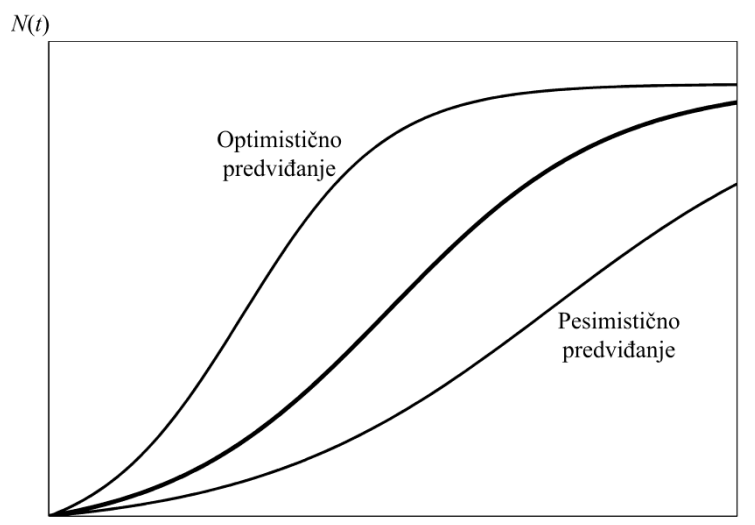 N(t)
Optimistično
predviđanje
Pesimistično
predviđanje